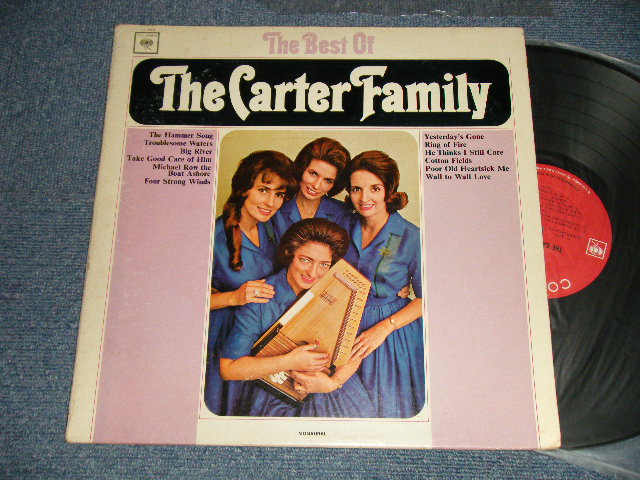 The Best Of
The Carter Family
The Hammer Song
Troublesome Waters
Big River
Take Good Care of Him
Michael Row the
Boat Ashore
Four Strong Winds
Yesterday's Gone
Ring of Fire
He Thinks I Still Care
Cotton Fields
Poor Old Heartsick Me
Wall to Wall Love
MONAURAL
CO